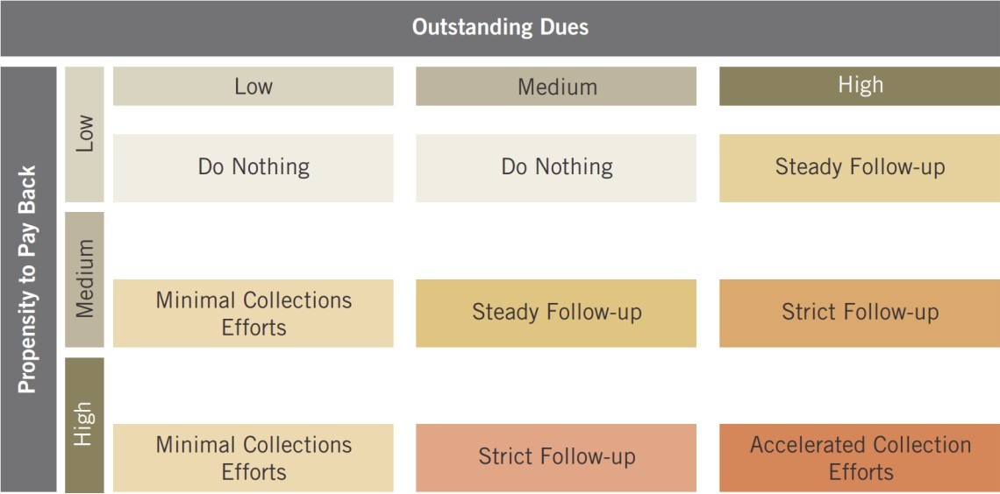 Outstanding Dues
Propensity to Pay Back
Low
Medium
High
Low
Do Nothing
Do Nothing
Steady Follow-up
Medium
Minimal Collections
Efforts
Steady Follow-up
Strict Follow-up
High
Minimal Collections
Efforts
Strict Follow-up
Accelerated Collection
Efforts